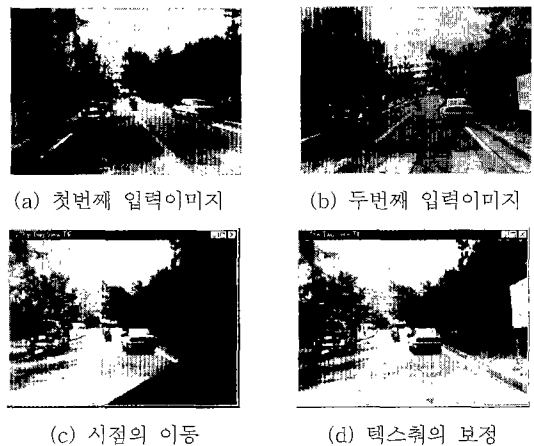 (a) 첫번째 입력이미지
(b) 두번째 입력이미지
(c) 시점의 이동
(d) 텍스춰의 보정